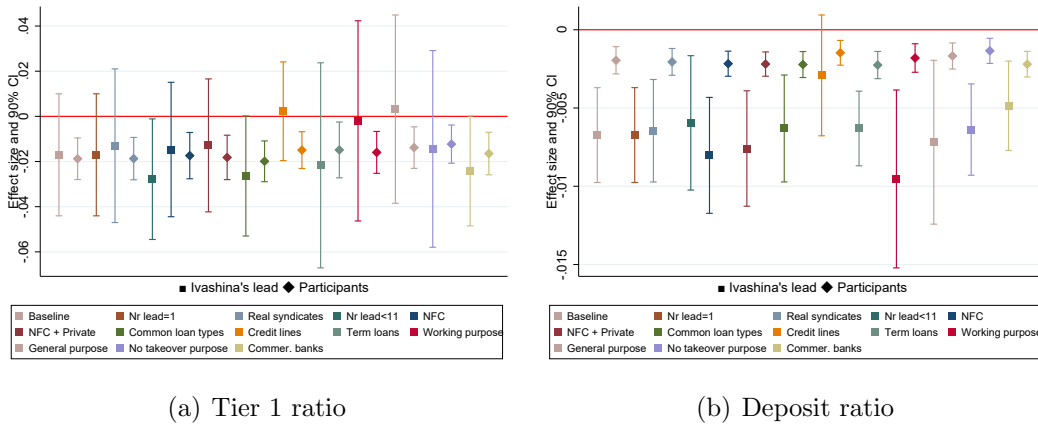 Effect size and 90% CI
.04
.02
0
-.02
-.04
-.06
■ Ivashina's lead ◆ Participants
Baseline Nr lead=1 Real syndicates Nr lead<11 NFC
NFC + Private Common loan types Credit lines Term loans Working purpose
General purpose No takeover purpose Commer. banks
(a) Tier 1 ratio
Effect size and 90% CI
0
-.005
-.01
-.015
■ Ivashina's lead ◆ Participants
Baseline Nr lead=1 Real syndicates Nr lead<11 NFC
NFC + Private Common loan types Credit lines Term loans Working purpose
General purpose No takeover purpose Commer. banks
(b) Deposit ratio